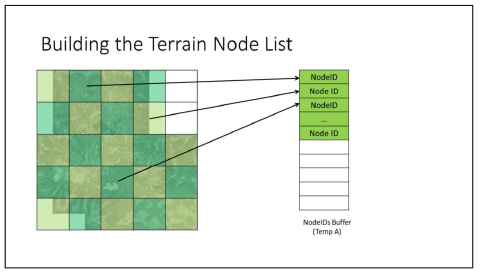 Building the Terrain Node List
NodeID
Node ID
NodeID
...
Node ID
NodeIDs Buffer
(Temp A)